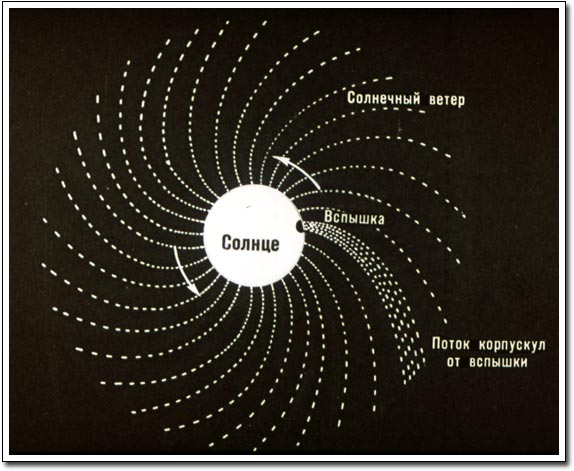 Солнечный ветер
Вспышка
Солнце
Поток корпускул
от вспышки